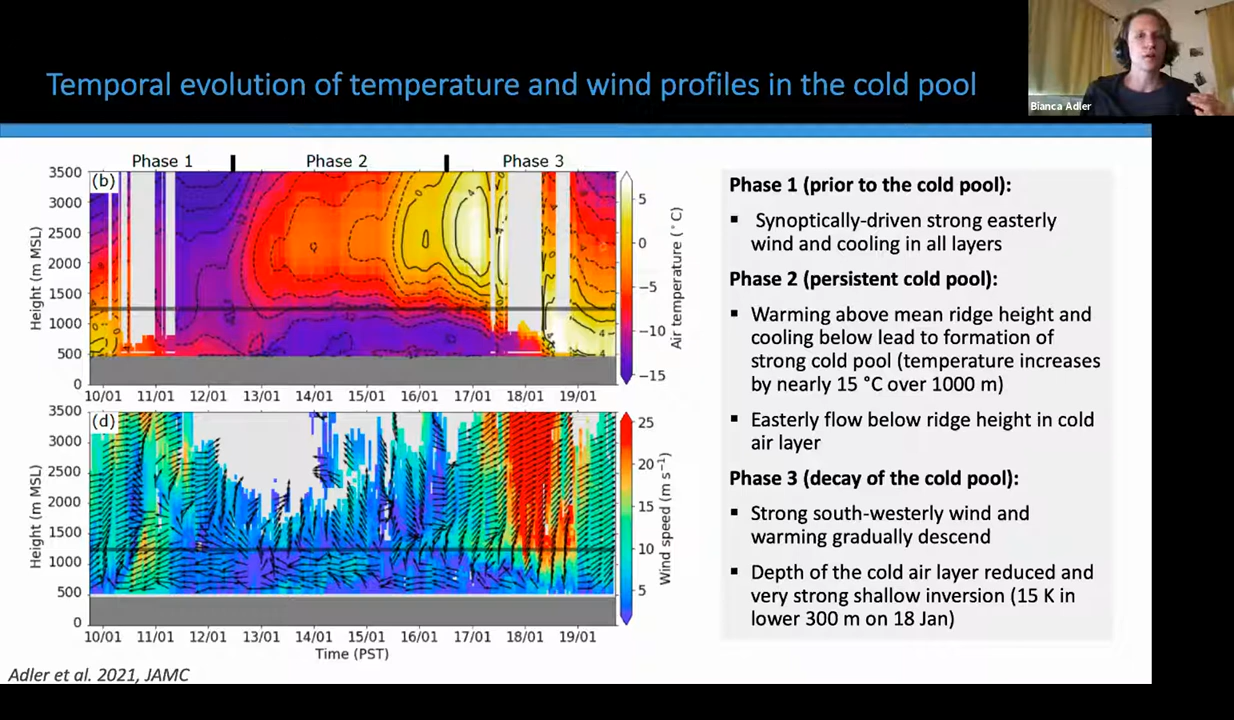 Temporal evolution of temperature and wind profiles in the cold pool
Bianca Adler
Phase 1 Phase 2 Phase 3
(b)
3500
3000
2500
2000
1500
1000
500
0
Height (m MSL)
10/01 11/01 12/01 13/01 14/01 15/01 16/01 17/01 18/01 19/01
5
0
−5
−10
−15
Air temperature (°C)
(d)
3500
3000
2500
2000
1500
1000
500
0
Height (m MSL)
10/01 11/01 12/01 13/01 14/01 15/01 16/01 17/01 18/01 19/01
Time (PST)
25
20
15
10
5
Wind speed (m s⁻¹)
Phase 1 (prior to the cold pool):
▪ Synoptically-driven strong easterly
wind and cooling in all layers
Phase 2 (persistent cold pool):
▪ Warming above mean ridge height and
cooling below lead to formation of
strong cold pool (temperature increases
by nearly 15 °C over 1000 m)
▪ Easterly flow below ridge height in cold
air layer
Phase 3 (decay of the cold pool):
▪ Strong south-westerly wind and
warming gradually descend
▪ Depth of the cold air layer reduced and
very strong shallow inversion (15 K in
lower 300 m on 18 Jan)
Adler et al. 2021, JAMC